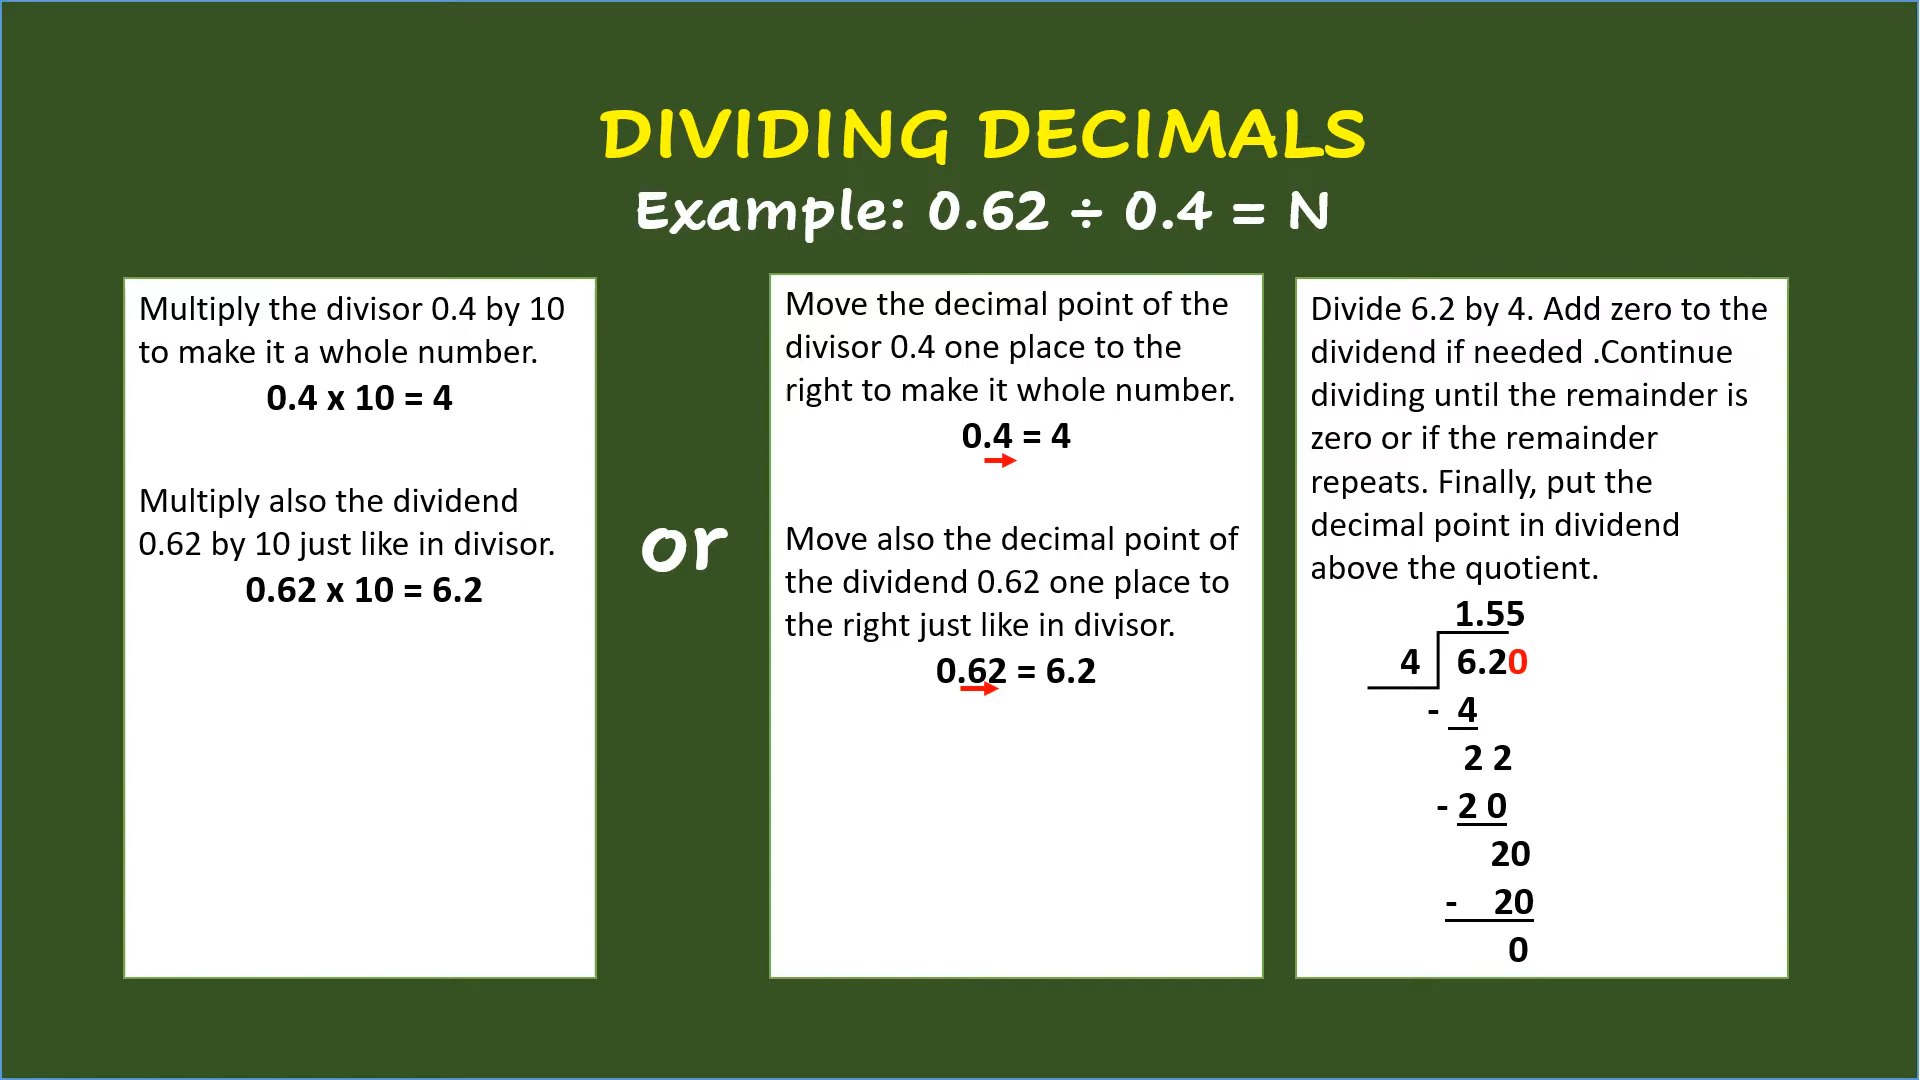 DIVIDING DECIMALS
Example: 0.62 ÷ 0.4 = N
Multiply the divisor 0.4 by 10
to make it a whole number.
0.4 x 10 = 4
Multiply also the dividend
0.62 by 10 just like in divisor.
0.62 x 10 = 6.2
or
Move the decimal point of the
divisor 0.4 one place to the
right to make it whole number.
0.4 = 4
Move also the decimal point of
the dividend 0.62 one place to
the right just like in divisor.
0.62 = 6.2
Divide 6.2 by 4. Add zero to the
dividend if needed .Continue
dividing until the remainder is
zero or if the remainder
repeats. Finally, put the
decimal point in dividend
above the quotient.
1.55
4 6.20
- 4
2 2
- 2 0
20
- 20
0